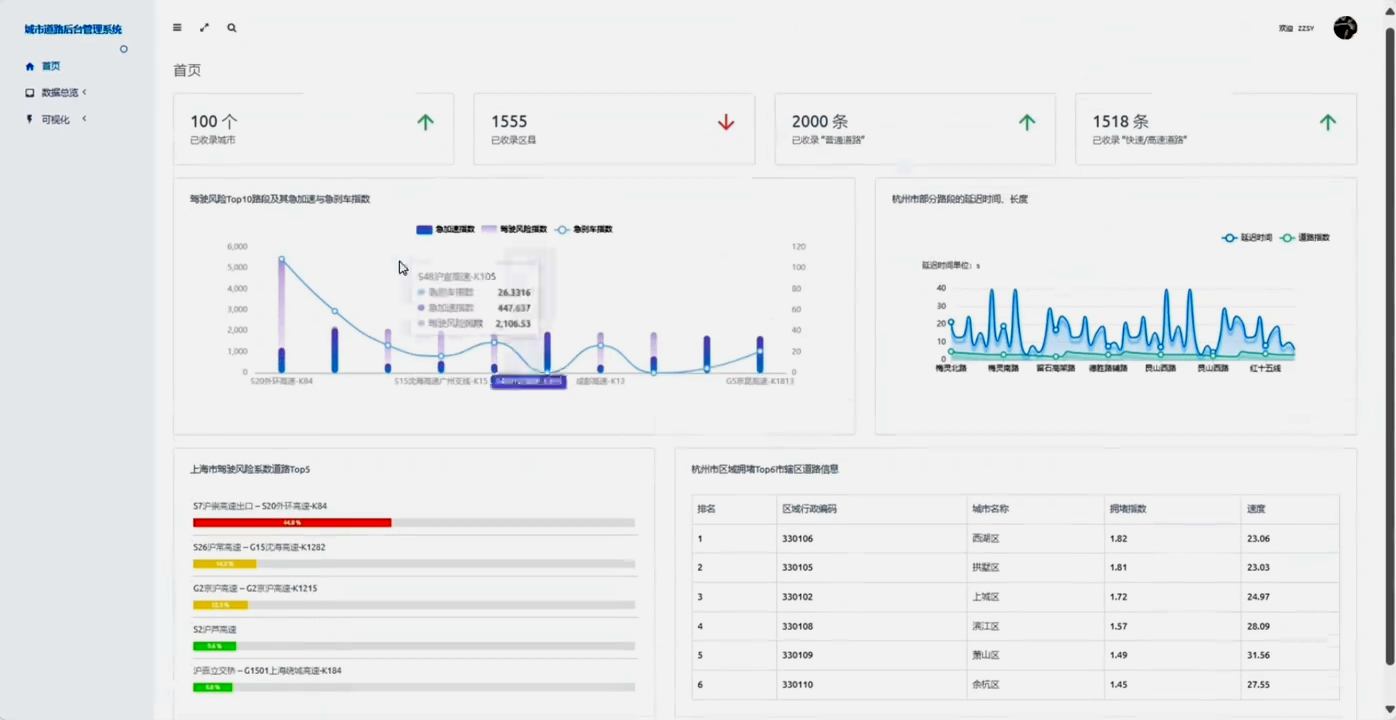 城市道路后台管理系统
首页
数据总览
可视化
欢迎 zzsy
首页
100 个
已收录城市
1555
已收录区县
2000 条
已收录 “普通道路”
1518 条
已收录 “快速/高速道路”
驾驶风险Top10路段及其急加速与急刹车指数
急加速指数 驾驶风险指数 急刹车指数
6,000
5,000
4,000
3,000
2,000
1,000
0
120
100
80
60
40
20
0
S48沪宜高速-K105
急刹车指数 26.3316
急加速指数 447.637
驾驶风险指数 2,106.53
S20外环高速-K84 S15沈海高速广州支线-K15 成都高速-K13 G5京昆高速-K1813
杭州市部分路段的延迟时间、长度
延迟时间 道路指数
延迟时间单位：s
40
30
20
10
0
梅灵北路 梅灵南路 留石高架路 德胜路辅路 艮山西路 艮山西路 红十五线
上海市驾驶风险系数道路Top5
S7沪崇高速出口 – S20外环高速-K84
44.8 %
S26沪常高速 – G15沈海高速-K1282
G2京沪高速 – G2京沪高速-K1215
S2沪芦高速
9.6 %
沪嘉立交桥 – G1501上海绕城高速-K184
杭州市区域拥堵Top6市辖区道路信息
排名 区域行政编码 城市名称 拥堵指数 速度
1 330106 西湖区 1.82 23.06
2 330105 拱墅区 1.81 23.03
3 330102 上城区 1.72 24.97
4 330108 滨江区 1.57 28.09
5 330109 萧山区 1.49 31.56
6 330110 余杭区 1.45 27.55